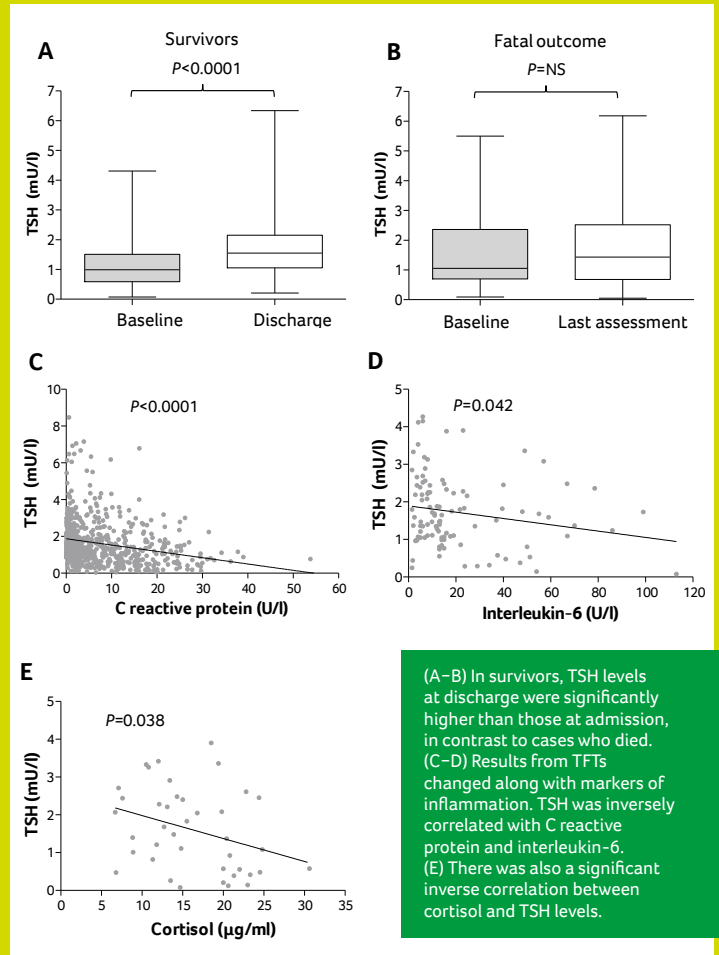 A
Survivors
P<0.0001
TSH (mU/l)
7
6
5
4
3
2
1
0
Baseline
Discharge
B
Fatal outcome
P=NS
TSH (mU/l)
7
6
5
4
3
2
1
0
Baseline
Last assessment
C
P<0.0001
TSH (mU/l)
10
8
6
4
2
0
0 10 20 30 40 50 60
C reactive protein (U/l)
D
P=0.042
TSH (mU/l)
5
4
3
2
1
0
0 20 40 60 80 100 120
Interleukin-6 (U/l)
E
P=0.038
TSH (mU/l)
5
4
3
2
1
0
0 5 10 15 20 25 30 35
Cortisol (µg/ml)
(A–B) In survivors, TSH levels
at discharge were significantly
higher than those at admission,
in contrast to cases who died.
(C–D) Results from TFTs
changed along with markers of
inflammation. TSH was inversely
correlated with C reactive
protein and interleukin-6.
(E) There was also a significant
inverse correlation between
cortisol and TSH levels.